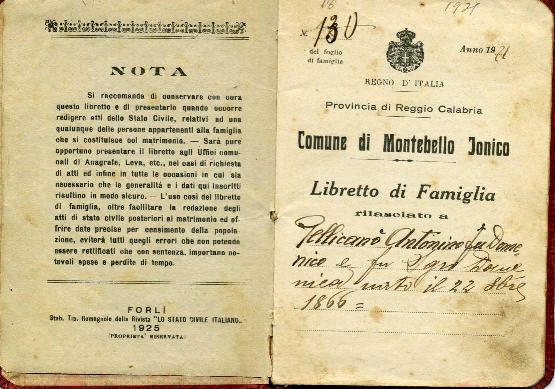 NOTA
Si raccomanda di conservare con cura
questo libretto e di presentarlo quando occorre
redigere atti dello Stato Civile, relativi ad una
qualunque delle persone appartenenti alla famiglia
che si costituisce col matrimonio. — Sarà pure
opportuno presentare il libretto agli Uffici comu-
nali di Anagrafe, Leva, etc., nei casi di richiesta
di atti ed infine in tutte le occasioni in cui sia
necessario che le generalità e i dati qui inscritti
risultino in modo sicuro. — L'uso così del libretto
di famiglia, oltre facilitare la redazione degli
atti di stato civile posteriori al matrimonio ed of-
frire date precise per censimento della popola-
zione, eviterà tutti quegli errori che non potendo
essere rettificati che con sentenza, importano no-
tevoli spese e perdite di tempo.
FORLÌ
Stab. Tip. Romagnolo della Rivista "LO STATO CIVILE ITALIANO„
1925
(PROPRIETA' RISERVATA)
1921
N. 130
del foglio
di famiglia
Anno 19
REGNO D' ITALIA
Provincia di Reggio Calabria
Comune di Montebello Jonico
Libretto di Famiglia
rilasciato a
Pellicanò Antonino fu Dome
nico e fu Sgrò Dome
nica nato il 22
1866 =